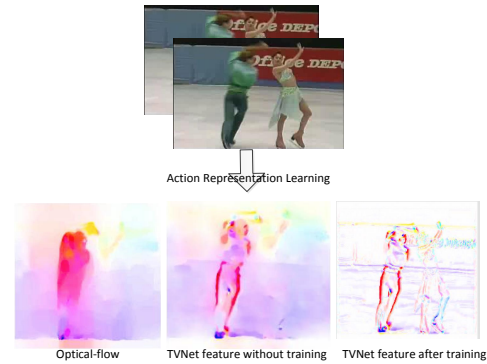 Office DEPO
Office DEPO
Action Representation Learning
Optical-flow
TVNet feature without training
TVNet feature after training